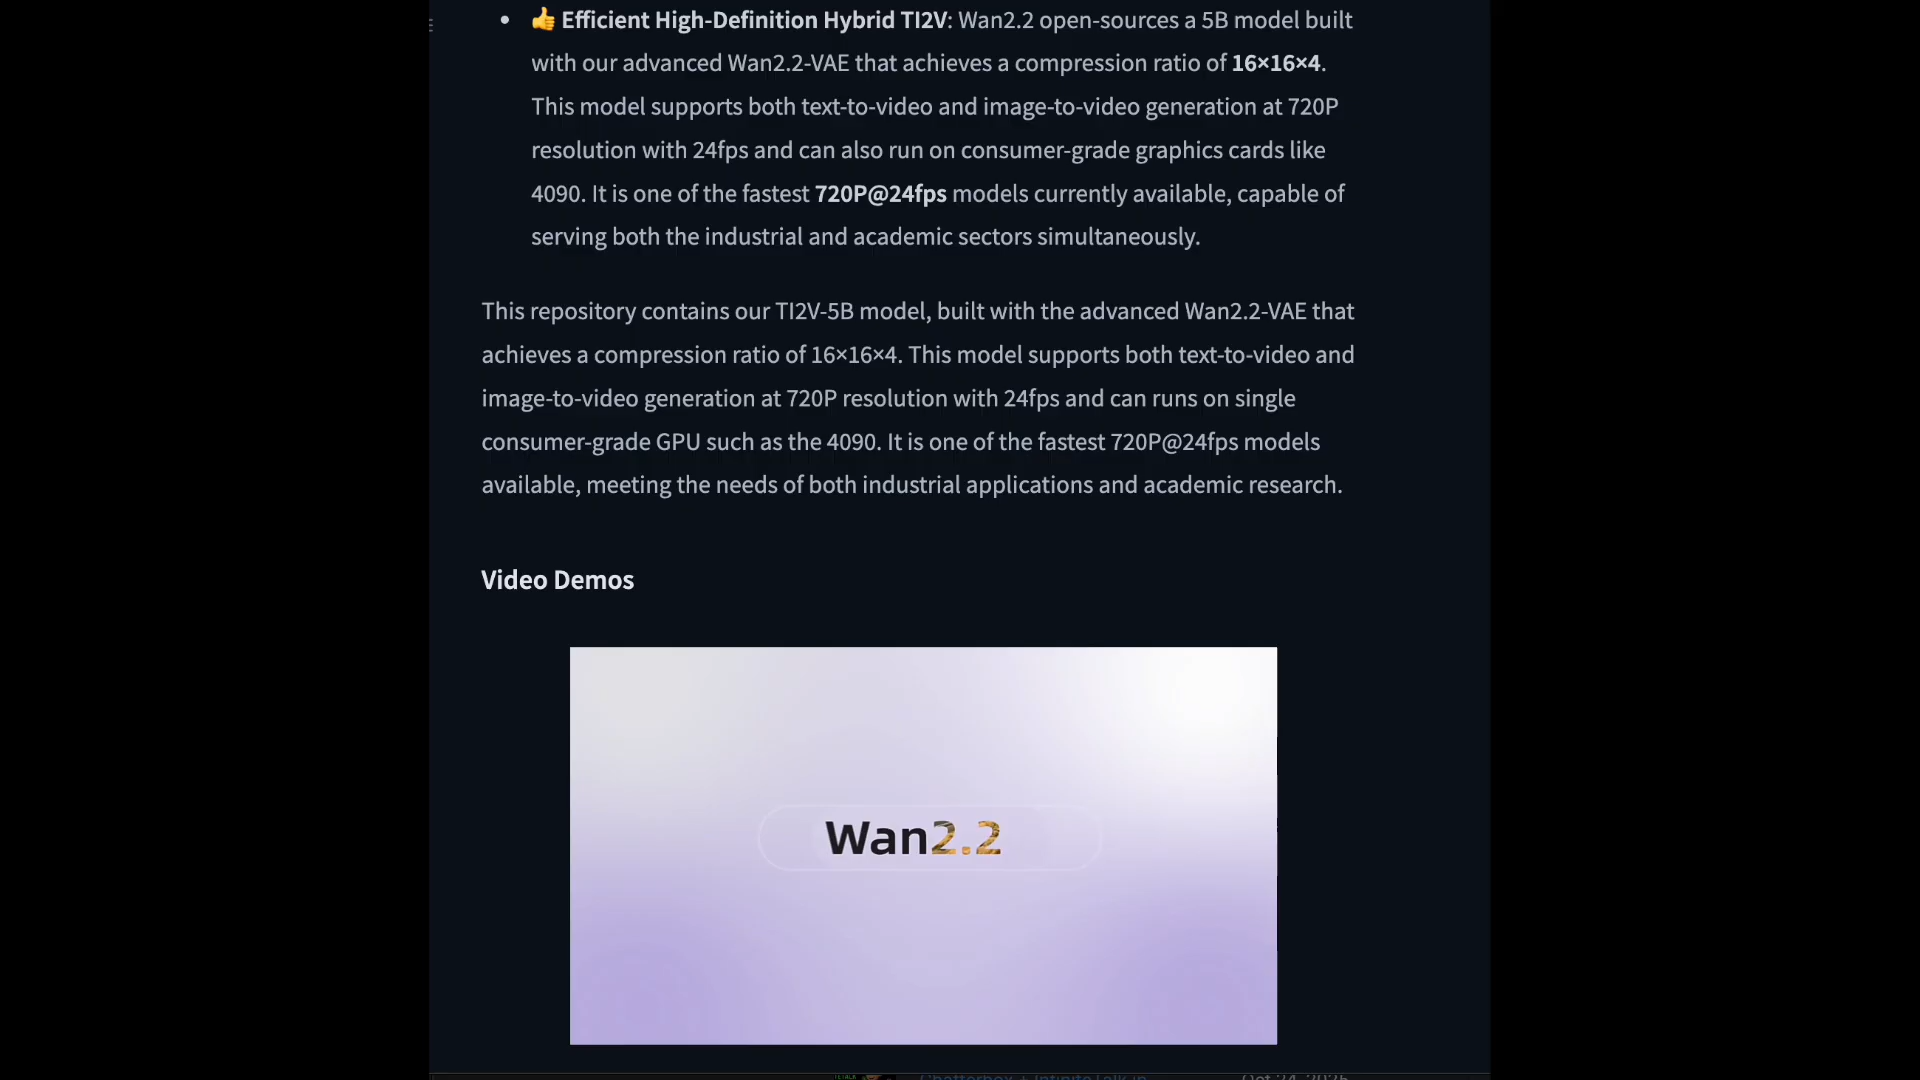 • 👍 Efficient High-Definition Hybrid TI2V: Wan2.2 open-sources a 5B model built
with our advanced Wan2.2-VAE that achieves a compression ratio of 16×16×4.
This model supports both text-to-video and image-to-video generation at 720P
resolution with 24fps and can also run on consumer-grade graphics cards like
4090. It is one of the fastest 720P@24fps models currently available, capable of
serving both the industrial and academic sectors simultaneously.
This repository contains our TI2V-5B model, built with the advanced Wan2.2-VAE that
achieves a compression ratio of 16×16×4. This model supports both text-to-video and
image-to-video generation at 720P resolution with 24fps and can runs on single
consumer-grade GPU such as the 4090. It is one of the fastest 720P@24fps models
available, meeting the needs of both industrial applications and academic research.
Video Demos
Wan2.2